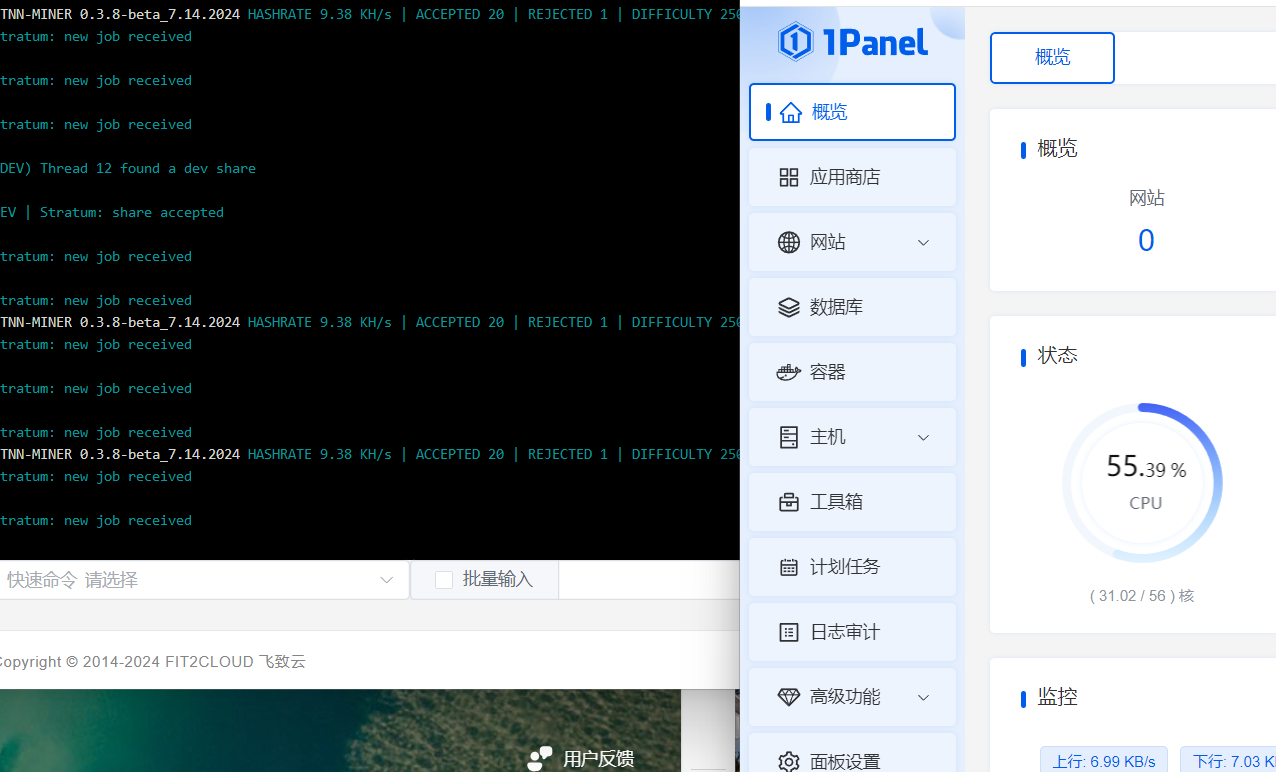 TNN-MINER 0.3.8-beta_7.14.2024 HASHRATE 9.38 KH/s | ACCEPTED 20 | REJECTED 1 | DIFFICULTY 256
tratum: new job received
tratum: new job received
tratum: new job received
DEV) Thread 12 found a dev share
EV | Stratum: share accepted
tratum: new job received
tratum: new job received
TNN-MINER 0.3.8-beta_7.14.2024 HASHRATE 9.38 KH/s | ACCEPTED 20 | REJECTED 1 | DIFFICULTY 256
tratum: new job received
tratum: new job received
tratum: new job received
TNN-MINER 0.3.8-beta_7.14.2024 HASHRATE 9.38 KH/s | ACCEPTED 20 | REJECTED 1 | DIFFICULTY 256
tratum: new job received
tratum: new job received
快速命令 请选择
批量输入
Copyright © 2014-2024 FIT2CLOUD 飞致云
用户反馈
1Panel
概览
应用商店
网站
数据库
容器
主机
工具箱
计划任务
日志审计
高级功能
面板设置
概览
概览
网站
0
状态
55.39 %
CPU
( 31.02 / 56 ) 核
监控
上行: 6.99 KB/s
下行: 7.03 K